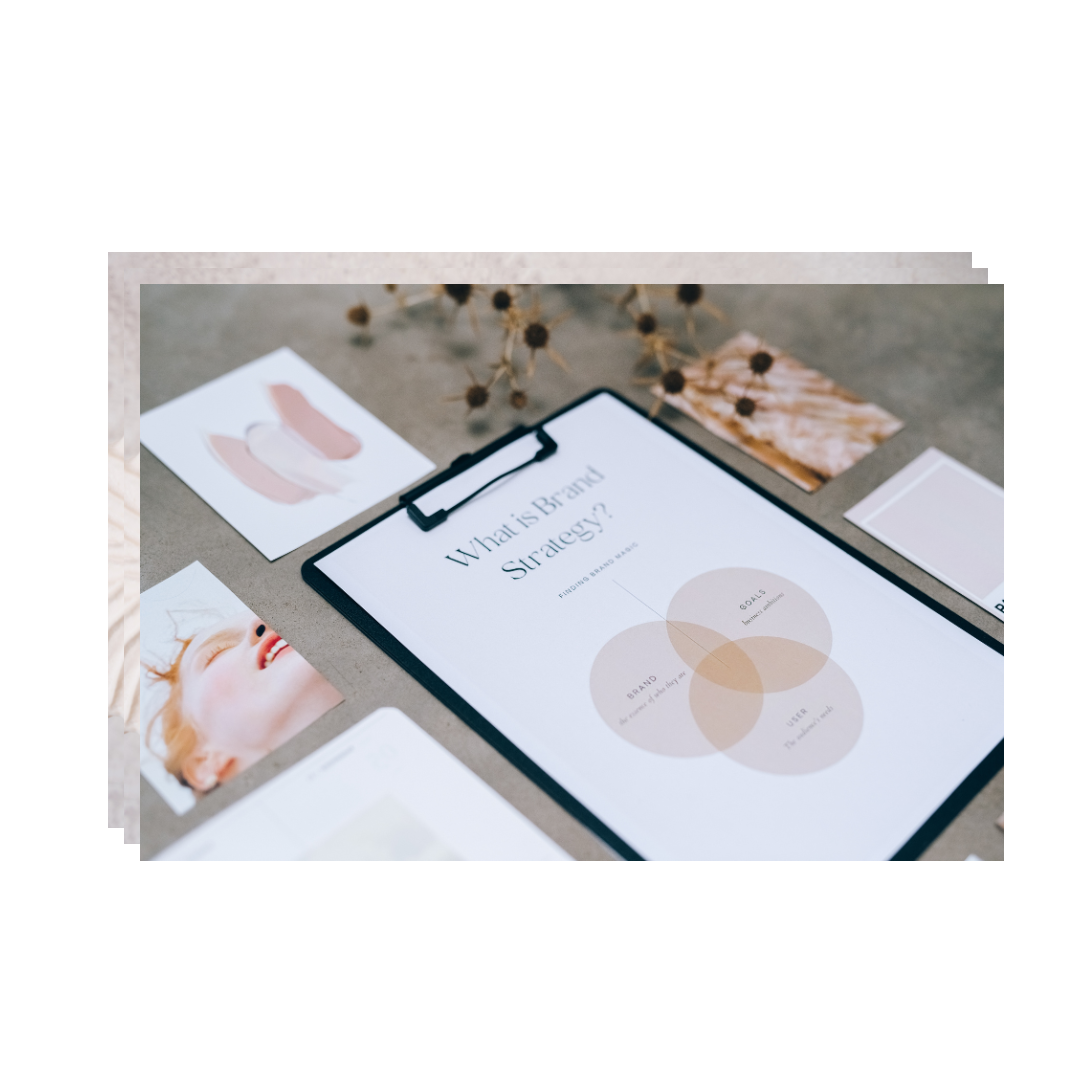 What is Brand
Strategy?
FINDING BRAND MAGIC
GOALS
business ambitions
BRAND
the essence of who they are
USER
The audience's needs